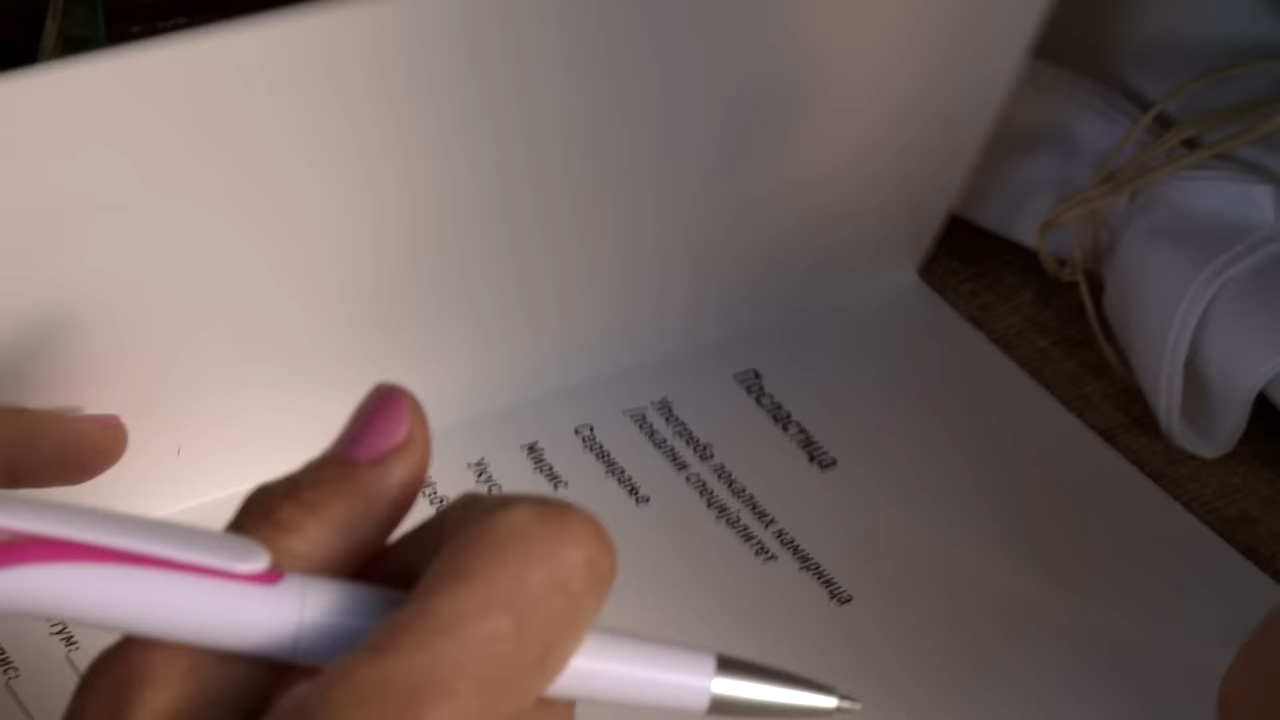 Посластица
Употреба локалних намирница
/локални специјалитет
Сервирање
Мирис
Укус